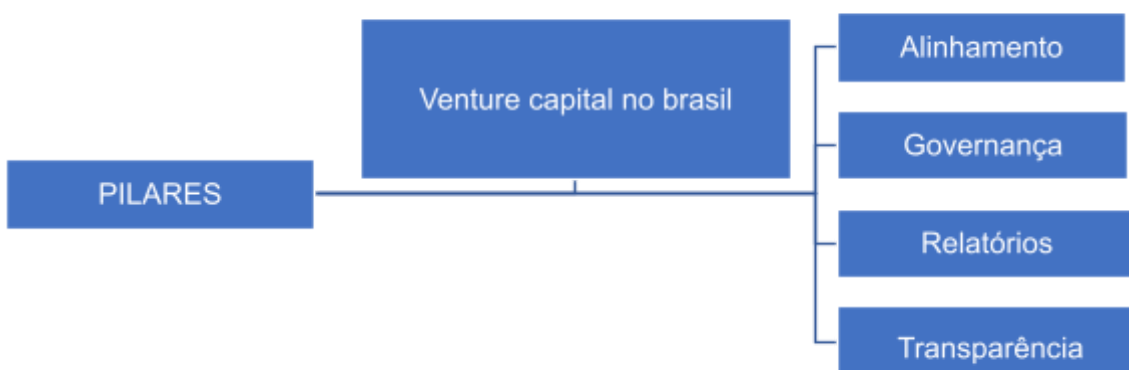 Venture capital no brasil
PILARES
Alinhamento
Governança
Relatórios
Transparência